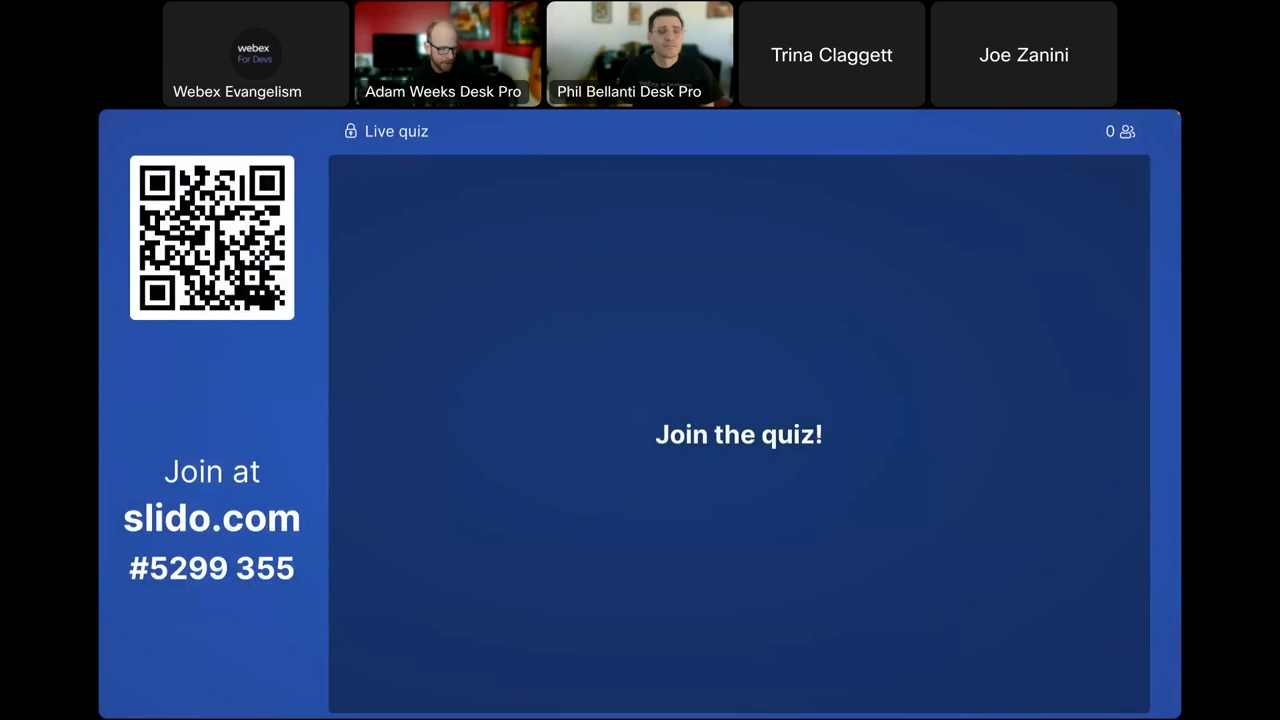 webex
For Devs
Webex Evangelism
Adam Weeks Desk Pro
Phil Bellanti Desk Pro
Trina Claggett
Joe Zanini
Live quiz
0
Join the quiz!
Join at
slido.com
#5299 355